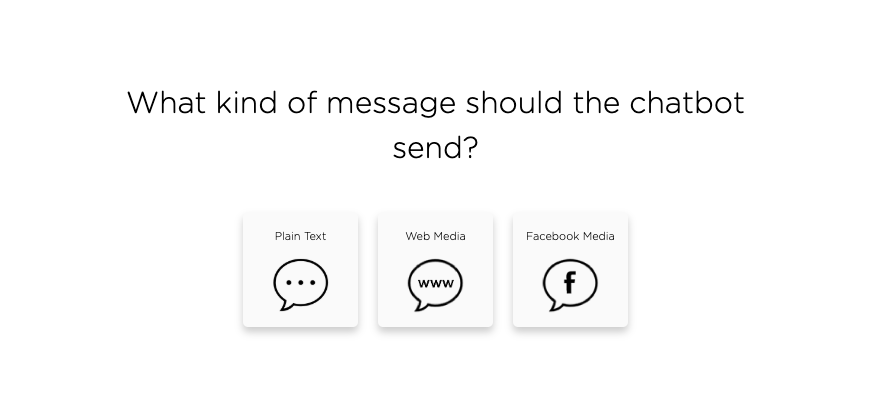 What kind of message should the chatbot
send?
Plain Text
Web Media
Facebook Media
www
f